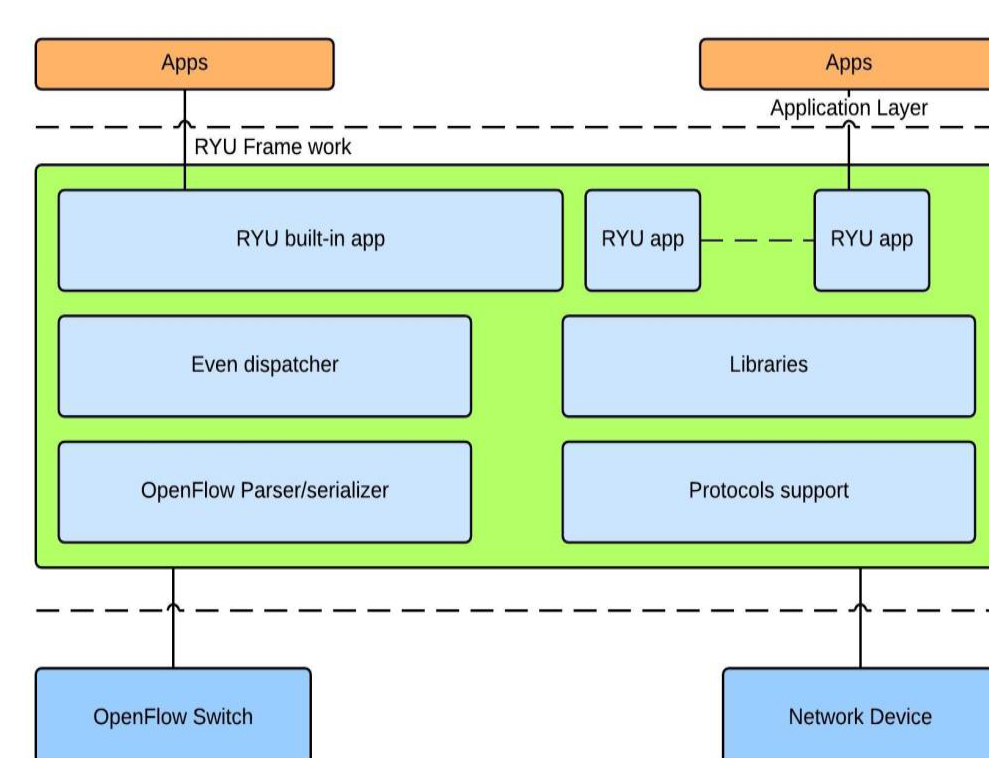 Apps
Apps
Application Layer
RYU Frame work
RYU built-in app
RYU app
RYU app
Even dispatcher
Libraries
OpenFlow Parser/serializer
Protocols support
OpenFlow Switch
Network Device